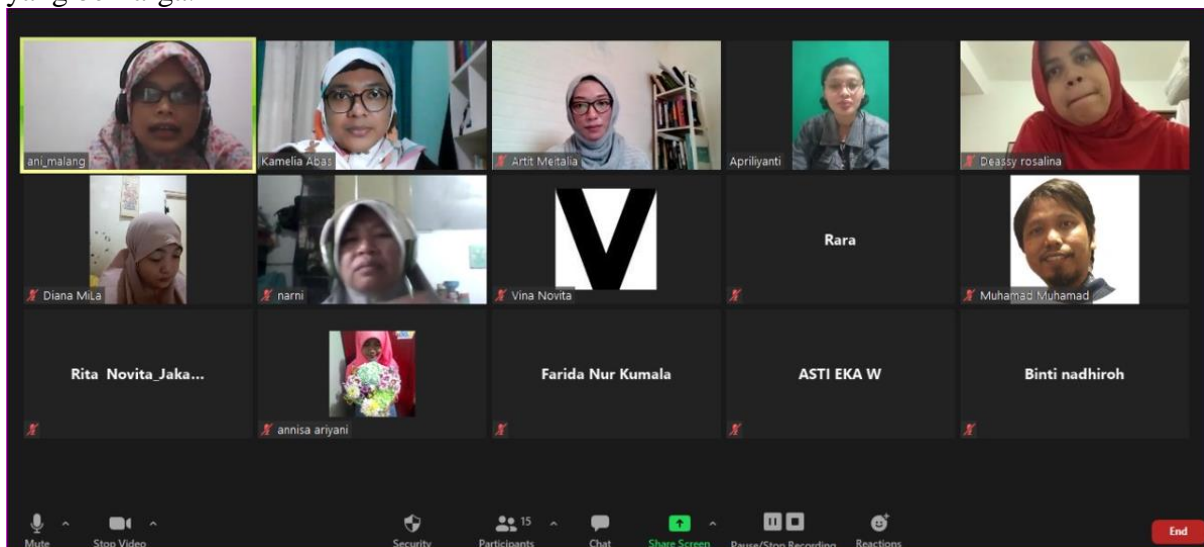 ani_malang
Kamelia Abas
Artit Meitalia
Apriliyanti
Deassy rosalina
Diana MiLa
narni
V
Vina Novita
Rara
Muhamad Muhamad
Rita Novita_Jaka...
annisa ariyani
Farida Nur Kumala
ASTI EKA W
Binti nadhiroh
Mute
Stop Video
Security
15
Participants
Chat
Share Screen
Pause/Stop Recording
Reactions
End